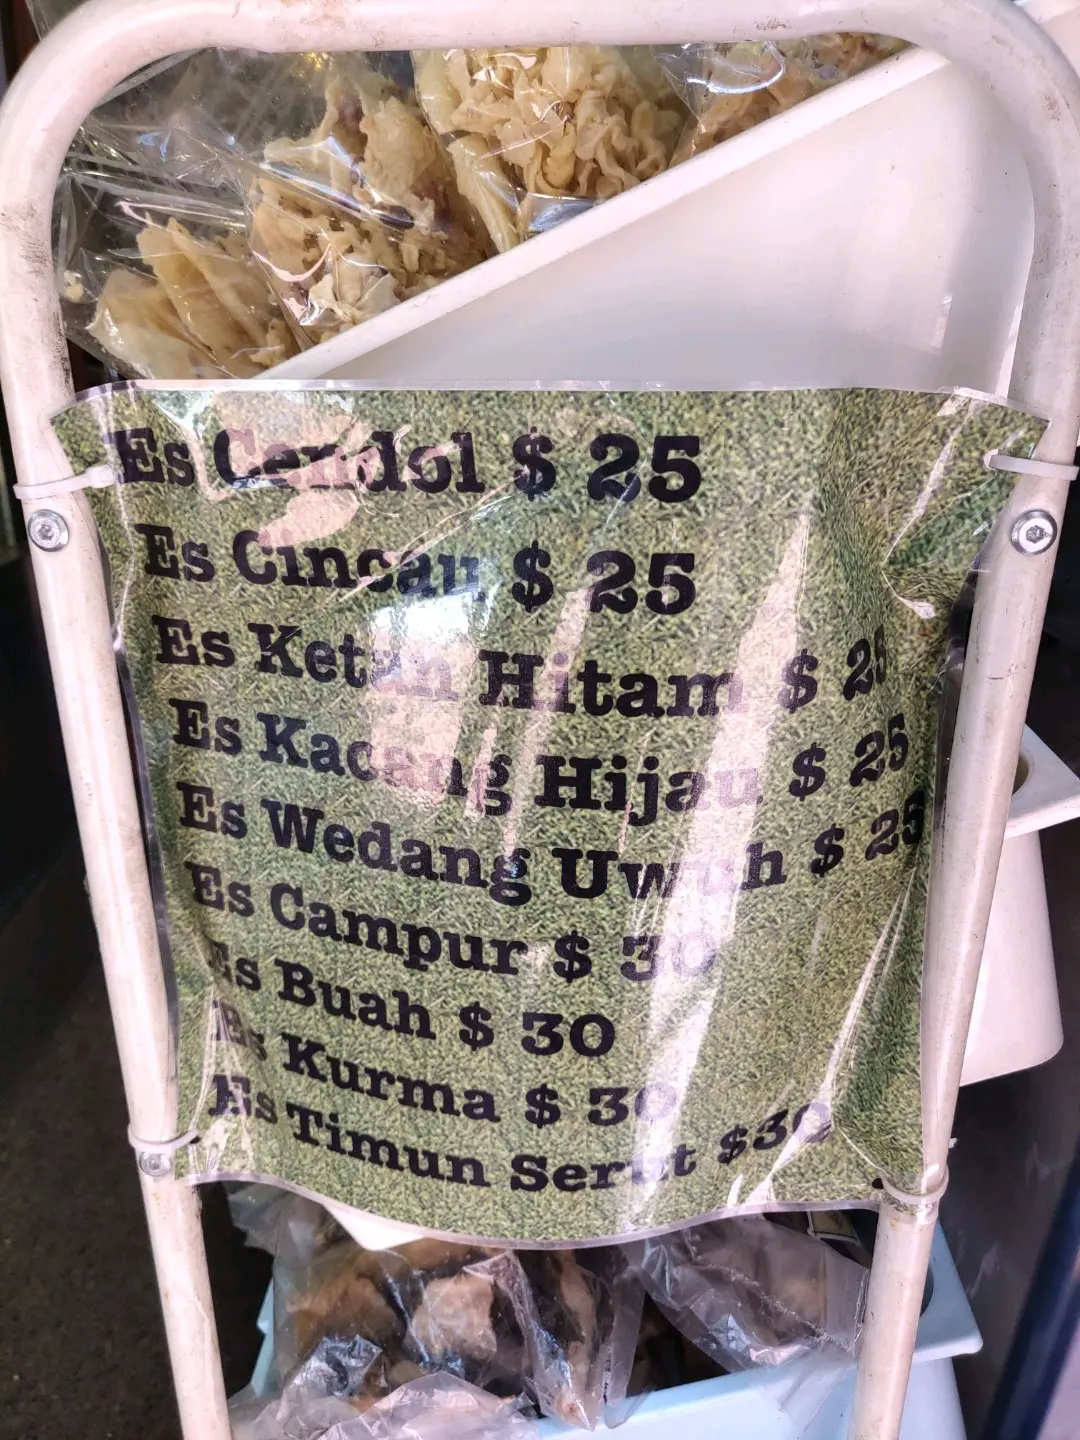 Es Cendol $ 25
Es Cincau $ 25
Es Ketan Hitam $ 25
Es Kacang Hijau $ 25
Es Wedang Uwuh $ 25
Es Campur $ 30
Es Buah $ 30
Es Kurma $ 30
Es Timun Serut $30